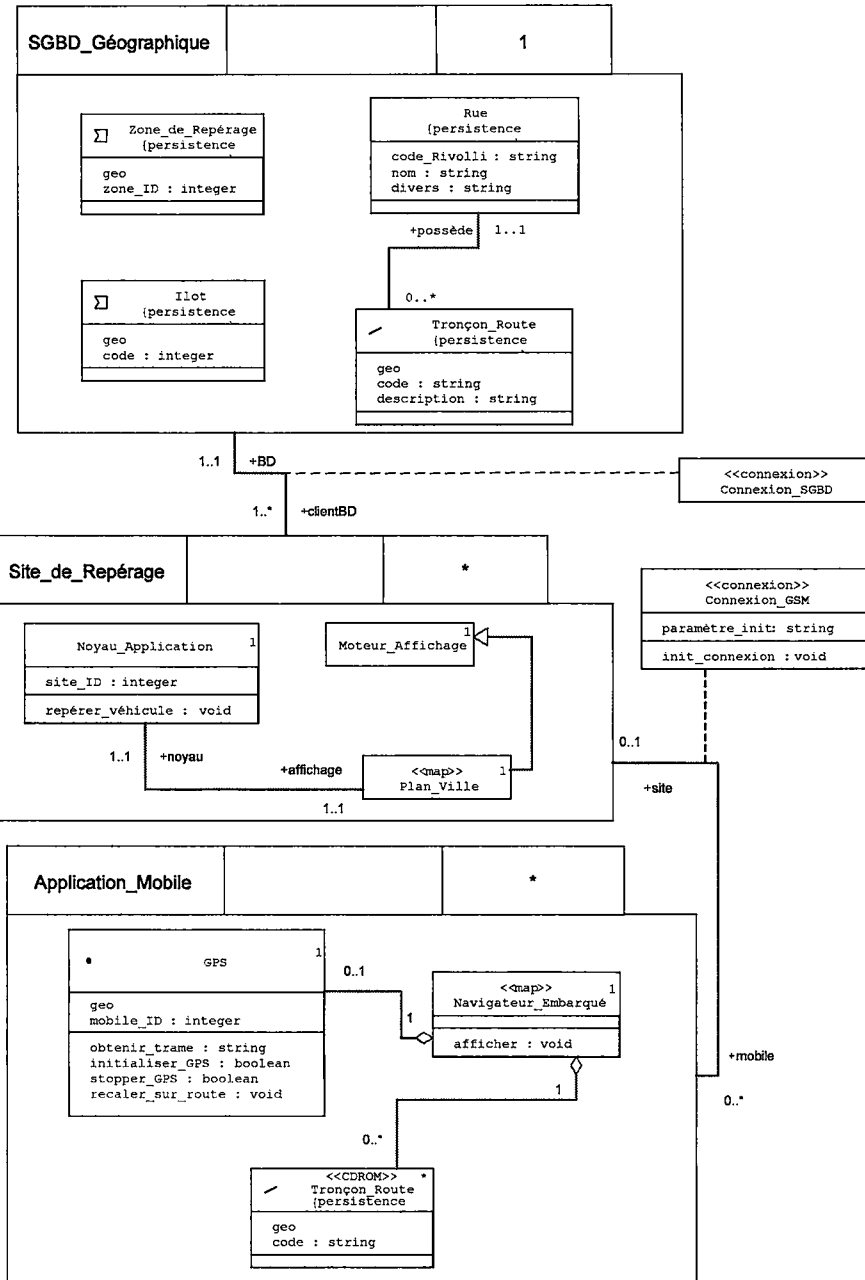 SGBD_Géographique
1
Zone_de_Repérage
{persistence
geo
zone_ID : integer
Rue
{persistence
code_Rivolli : string
nom : string
divers : string
+possède
1..1
0..*
Ilot
{persistence
geo
code : integer
Tronçon_Route
{persistence
geo
code : string
description : string
1..1
+BD
<<connexion>>
Connexion_SGBD
1..*
+clientBD
Site_de_Repérage
*
<<connexion>>
Connexion_GSM
paramètre_init: string
init_connexion : void
Noyau_Application
1
site_ID : integer
repérer_véhicule : void
1
Moteur_Affichage
1..1
+noyau
+affichage
1..1
<<map>>
1
Plan_Ville
0..1
+site
Application_Mobile
*
GPS
1
geo
mobile_ID : integer
obtenir_trame : string
initialiser_GPS : boolean
stopper_GPS : boolean
recaler_sur_route : void
0..1
1
<<map>>
1
Navigateur_Embarqué
afficher : void
1
0..*
+mobile
0..*
<<CDROM>>
*
Tronçon_Route
{persistence
geo
code : string